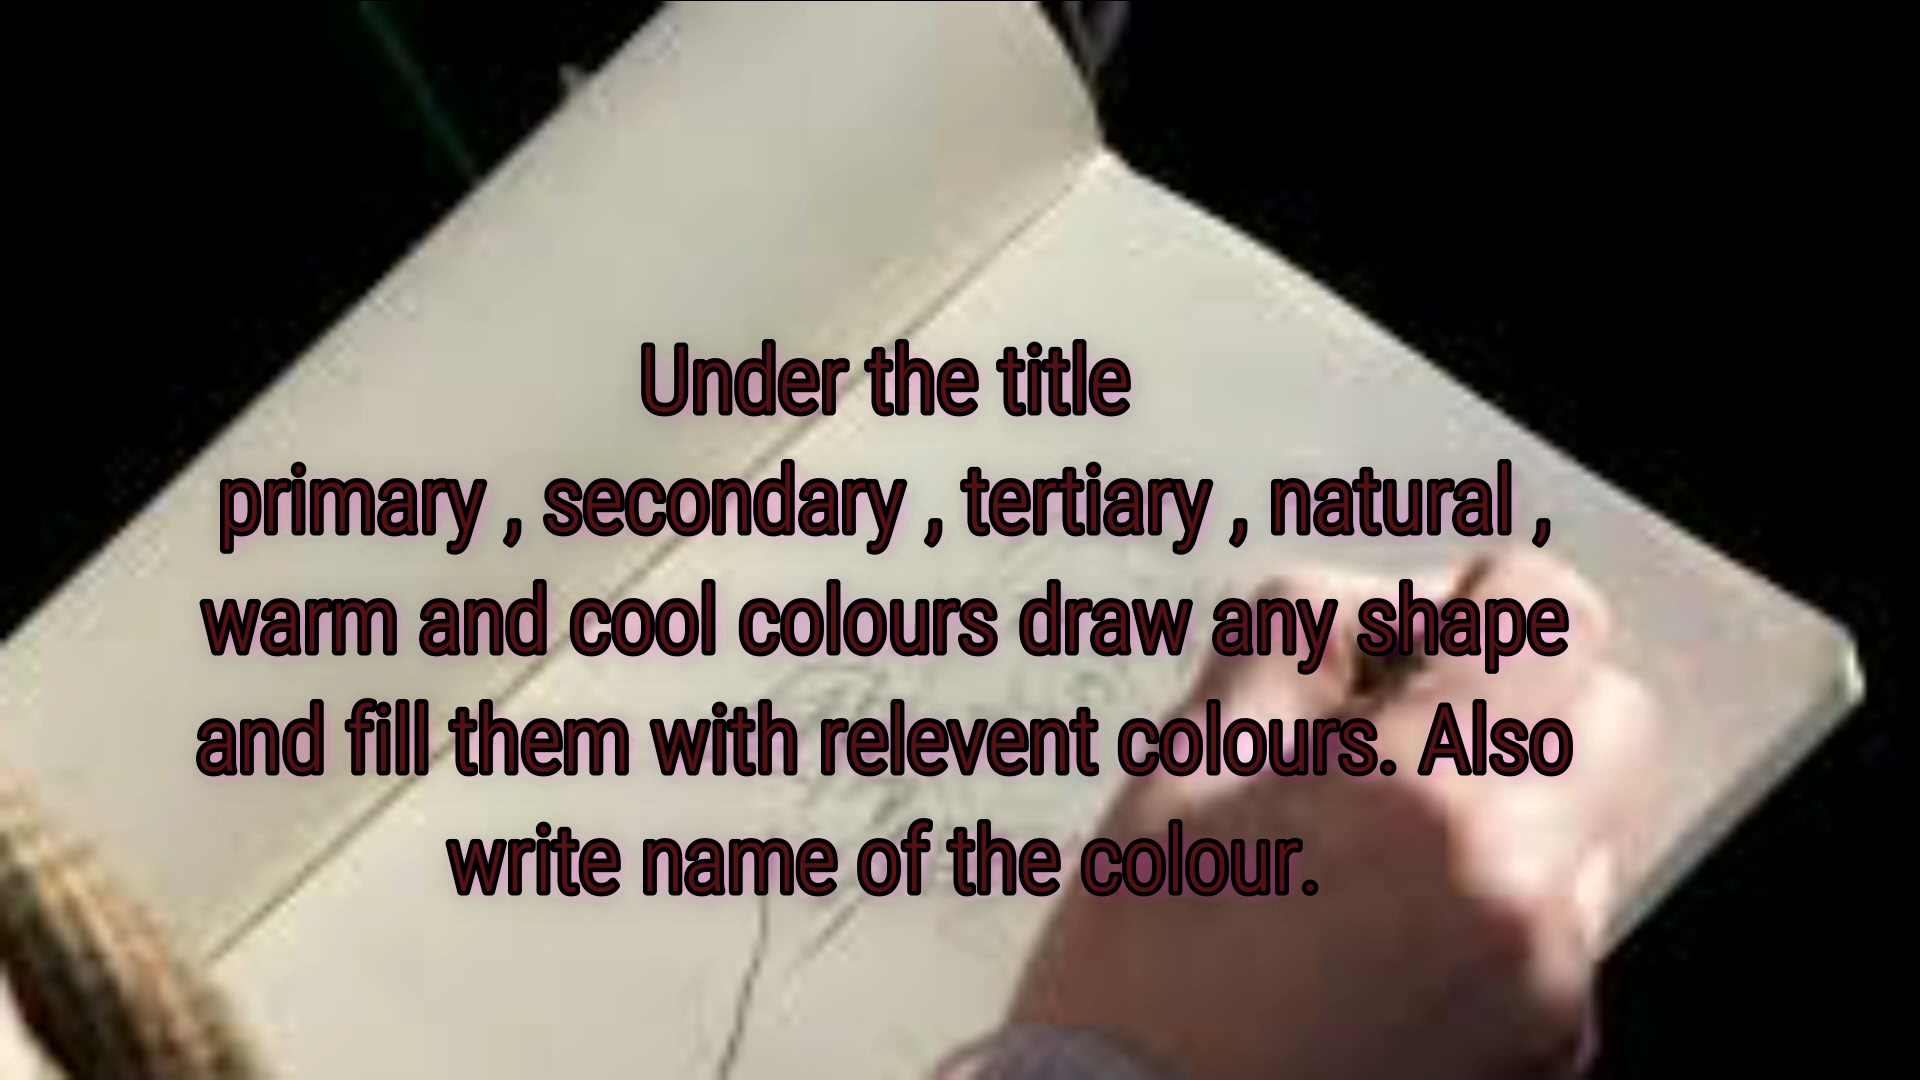 Under the title
primary , secondary , tertiary , natural ,
warm and cool colours draw any shape
and fill them with relevent colours. Also
write name of the colour.